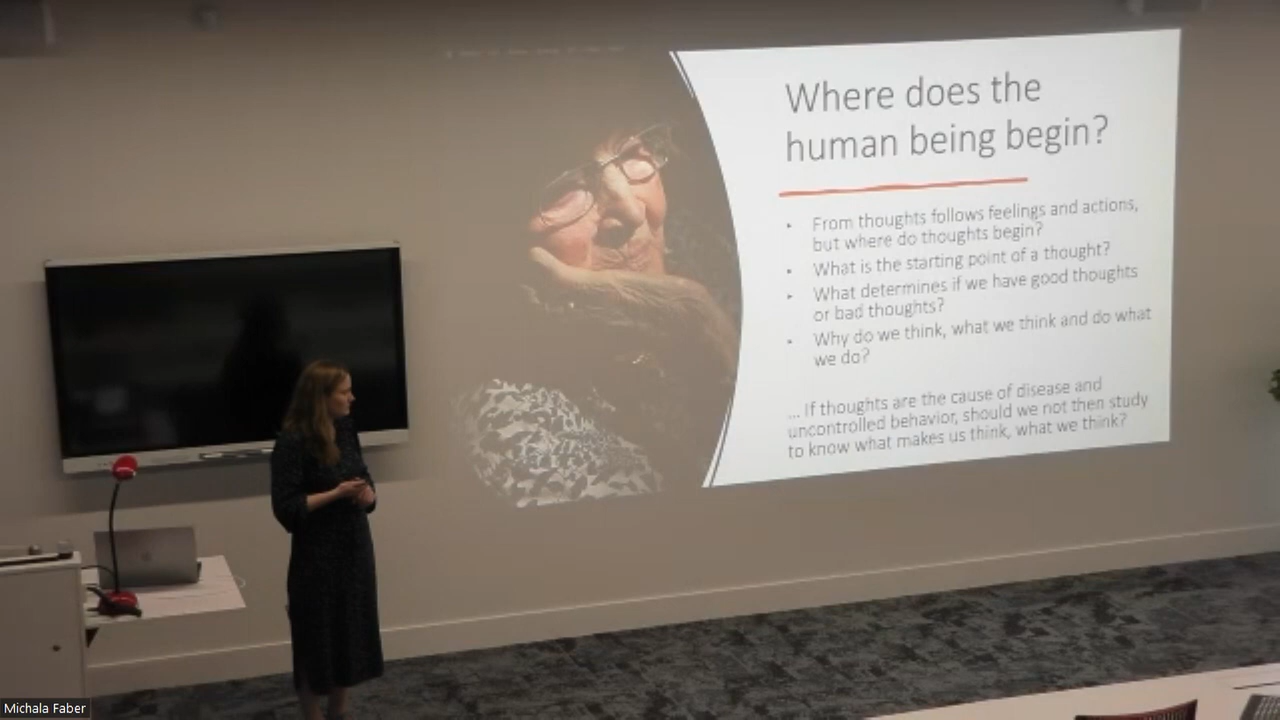 Where does the
human being begin?
• From thoughts follows feelings and actions,
but where do thoughts begin?
• What is the starting point of a thought?
• What determines if we have good thoughts
or bad thoughts?
• Why do we think, what we think and do what
we do?
... If thoughts are the cause of disease and
uncontrolled behavior, should we not then study
to know what makes us think, what we think?
Michala Faber